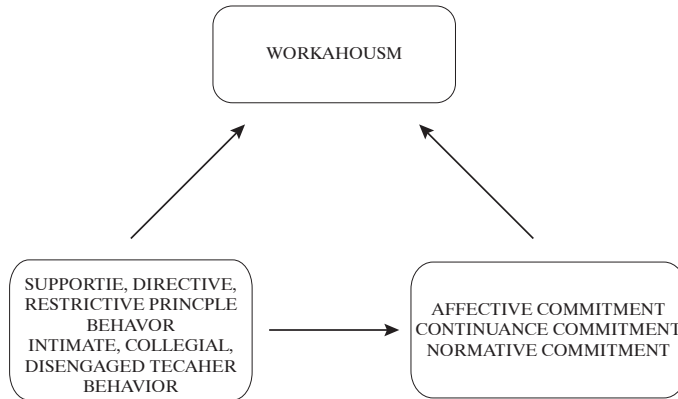 WORKAHOUSM
SUPPORTIE, DIRECTIVE,
RESTRICTIVE PRINCPLE
BEHAVOR
INTIMATE, COLLEGIAL,
DISENGAGED TECAHER
BEHAVIOR
AFFECTIVE COMMITMENT
CONTINUANCE COMMITMENT
NORMATIVE COMMITMENT